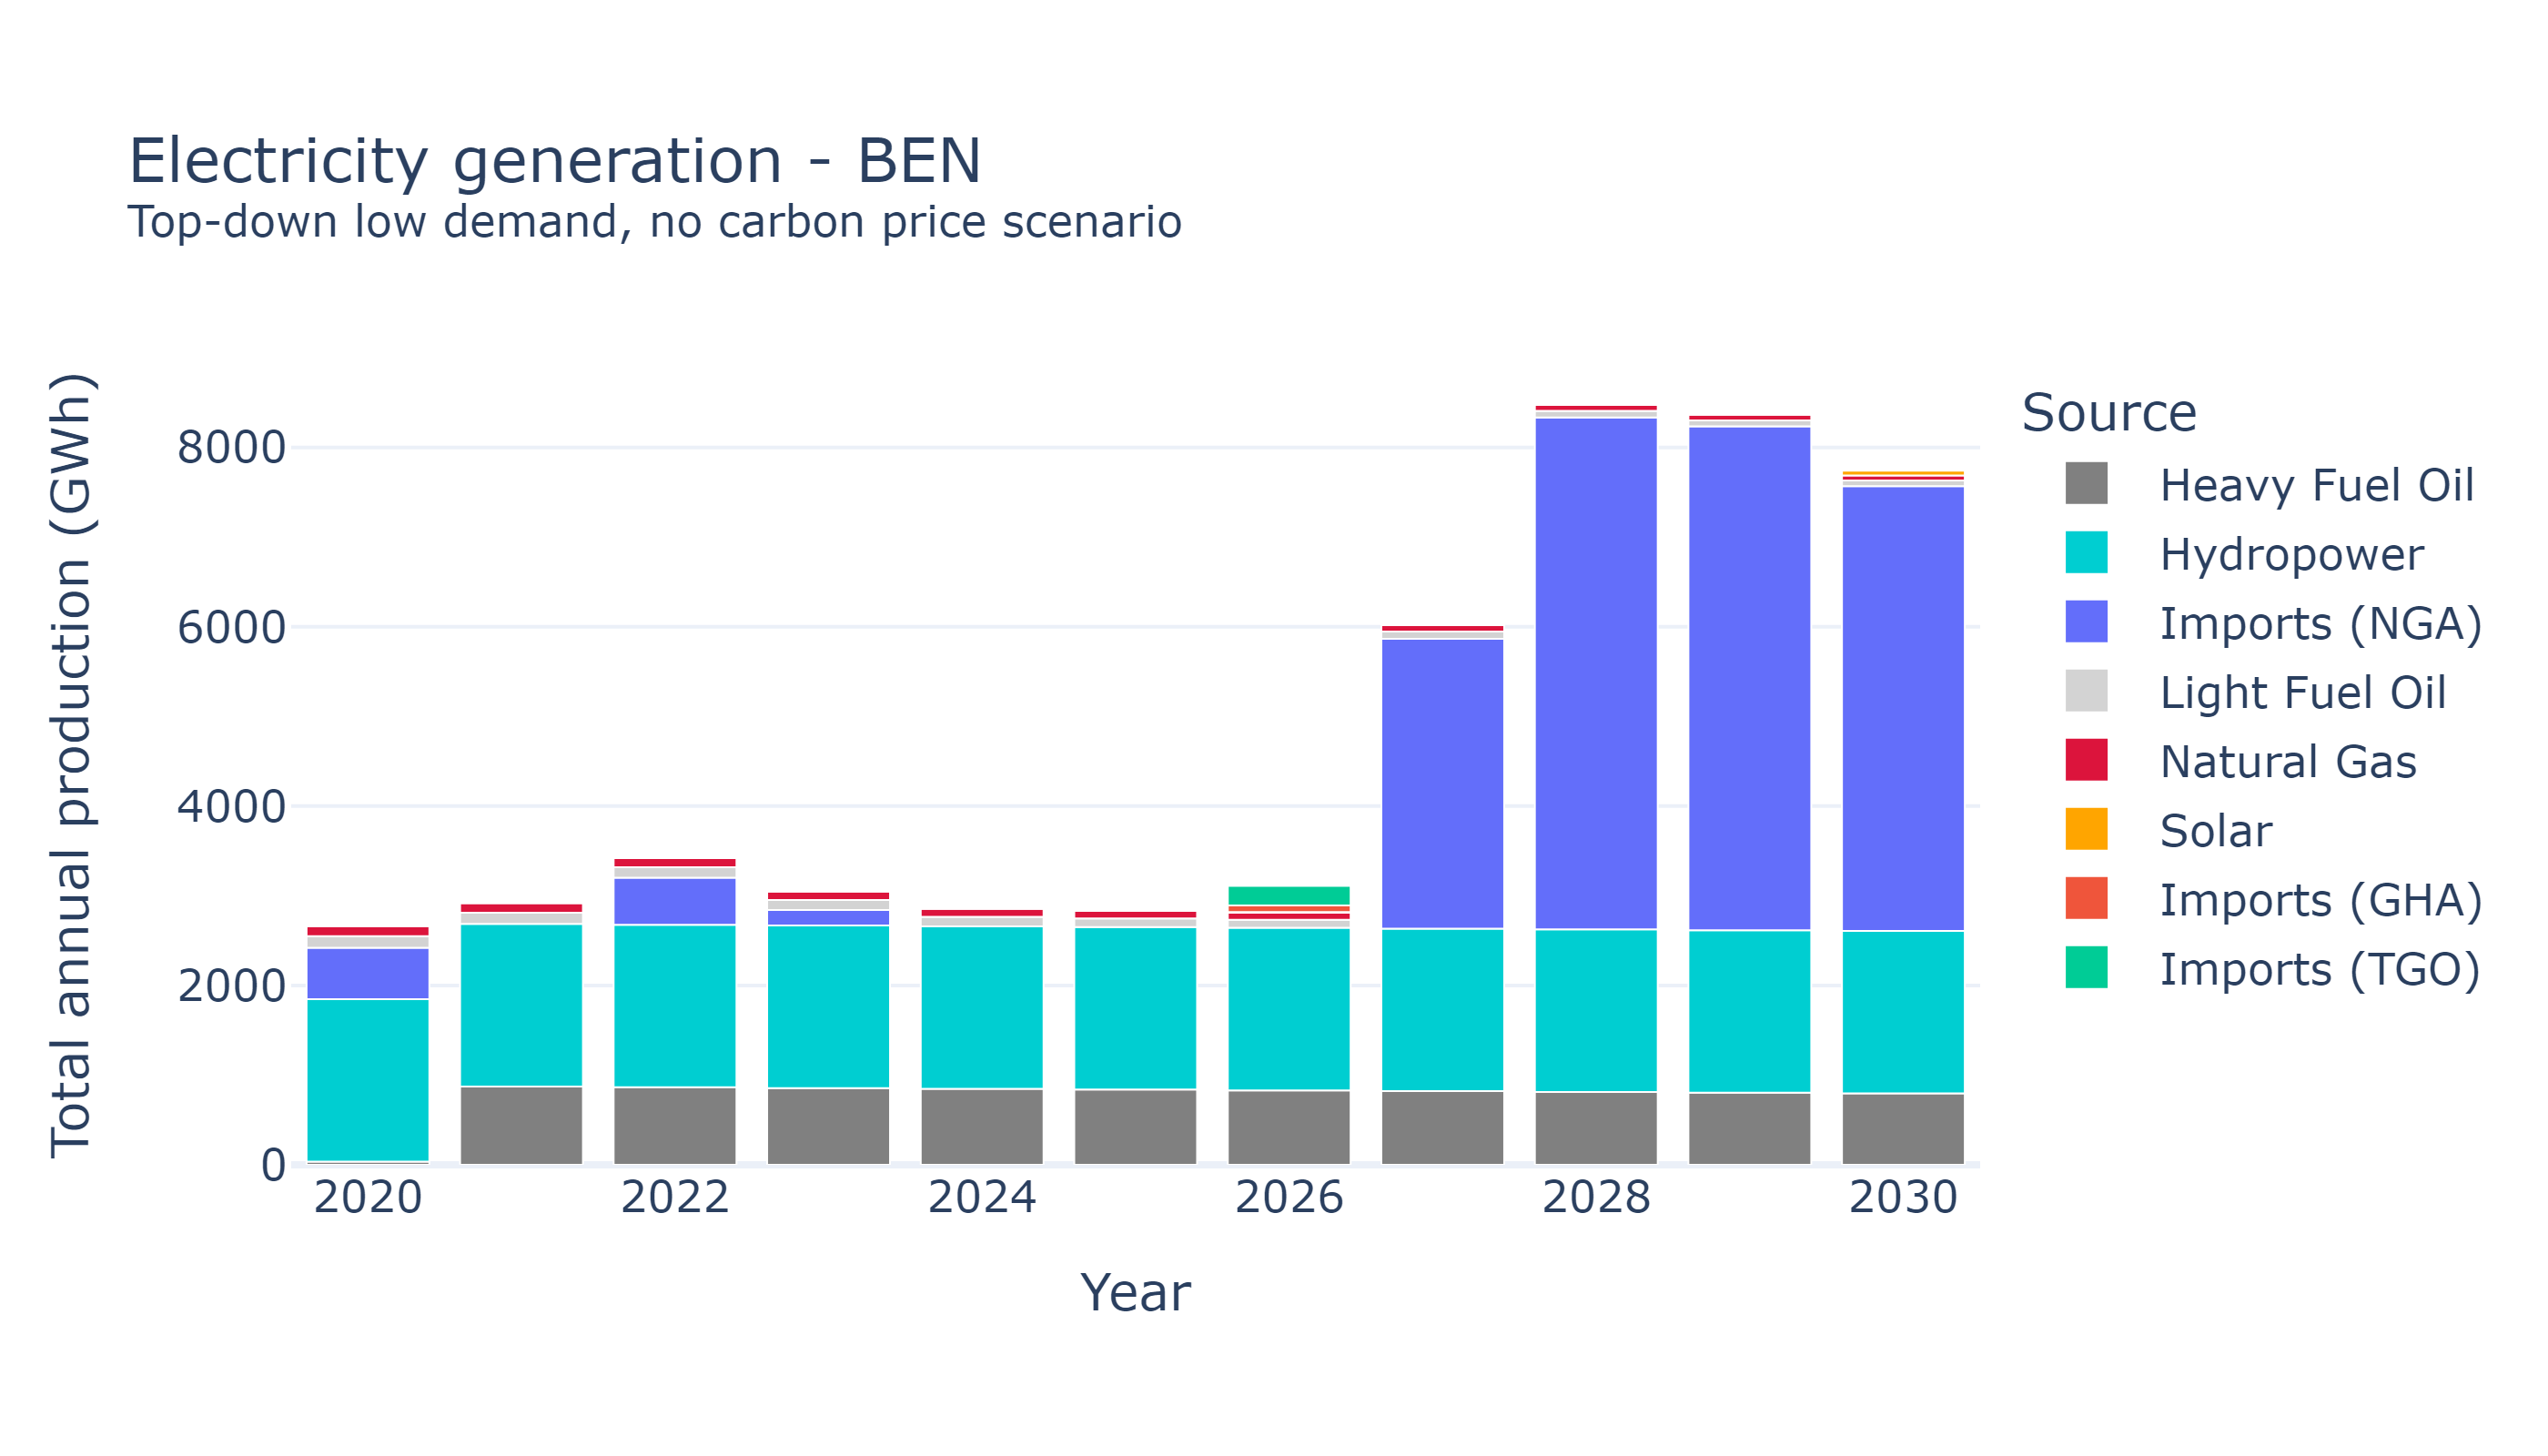 Electricity generation - BEN
Top-down low demand, no carbon price scenario
Total annual production (GWh)
8000
6000
4000
2000
0
2020
2022
2024
2026
2028
2030
Year
Source
Heavy Fuel Oil
Hydropower
Imports (NGA)
Light Fuel Oil
Natural Gas
Solar
Imports (GHA)
Imports (TGO)